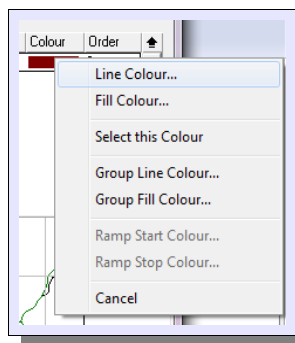 Colour Order
Line Colour...
Fill Colour...
Select this Colour
Group Line Colour...
Group Fill Colour...
Ramp Start Colour...
Ramp Stop Colour...
Cancel